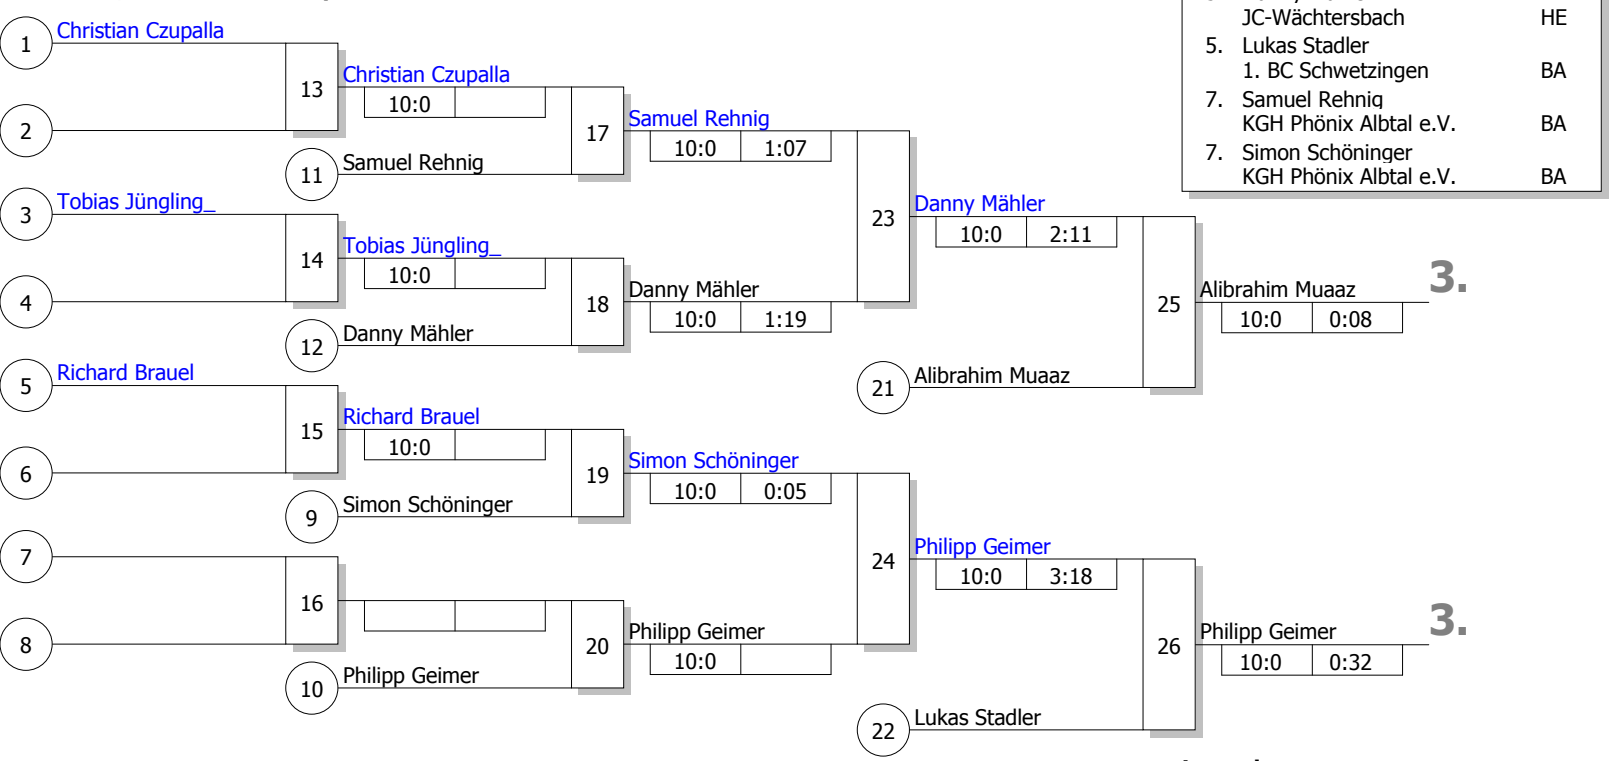 JC-Wächtersbach HE
5. Lukas Stadler
1. BC Schwetzingen BA
7. Samuel Rehnig
KGH Phönix Albtal e.V. BA
7. Simon Schöninger
KGH Phönix Albtal e.V. BA
1 Christian Czupalla
2
13 Christian Czupalla
10:0
11 Samuel Rehnig
17 Samuel Rehnig
10:0 1:07
3 Tobias Jüngling_
4
14 Tobias Jüngling_
10:0
12 Danny Mähler
18 Danny Mähler
10:0 1:19
23 Danny Mähler
10:0 2:11
21 Alibrahim Muaaz
25 Alibrahim Muaaz 3.
10:0 0:08
5 Richard Brauel
6
15 Richard Brauel
10:0
9 Simon Schöninger
19 Simon Schöninger
10:0 0:05
7
8
16
10 Philipp Geimer
20 Philipp Geimer
10:0
24 Philipp Geimer
10:0 3:18
22 Lukas Stadler
26 Philipp Geimer 3.
10:0 0:32